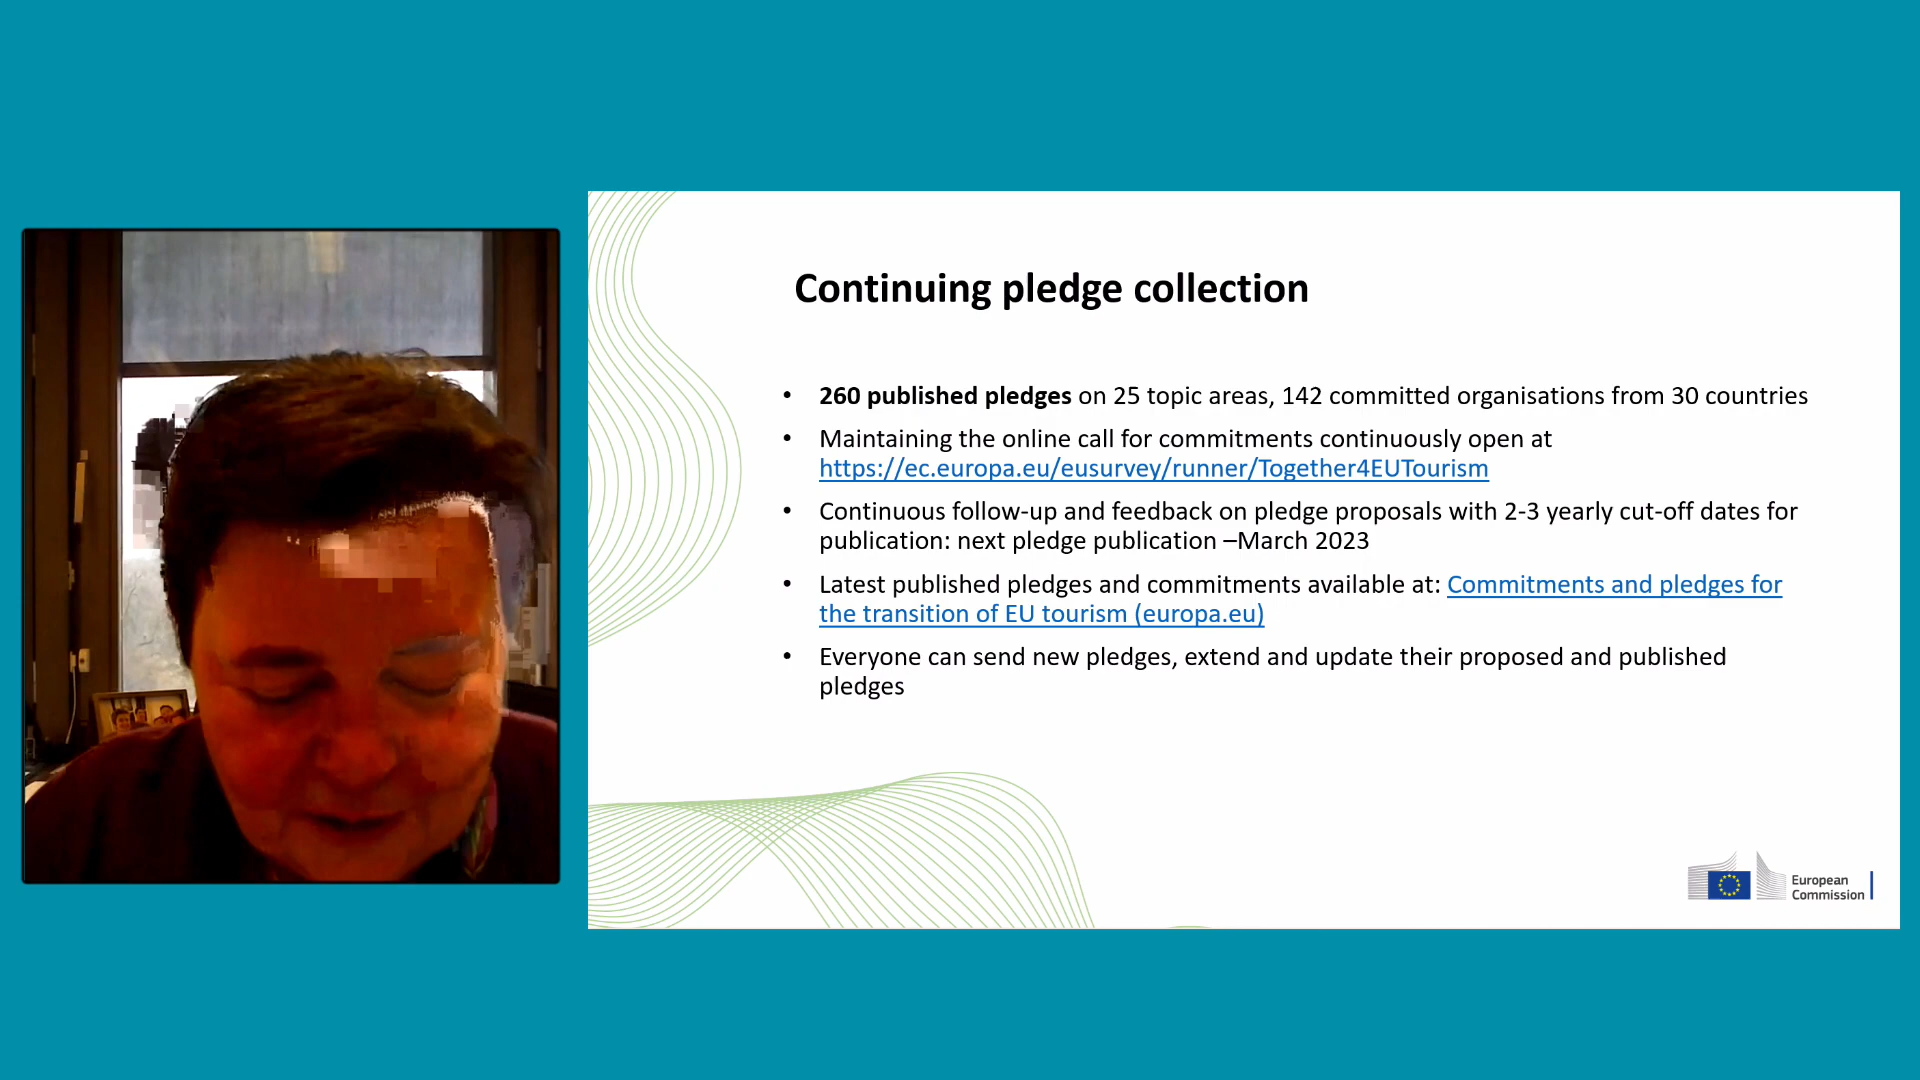 Continuing pledge collection
• 260 published pledges on 25 topic areas, 142 committed organisations from 30 countries
• Maintaining the online call for commitments continuously open at
https://ec.europa.eu/eusurvey/runner/Together4EUTourism
• Continuous follow-up and feedback on pledge proposals with 2-3 yearly cut-off dates for
publication: next pledge publication –March 2023
• Latest published pledges and commitments available at: Commitments and pledges for
the transition of EU tourism (europa.eu)
• Everyone can send new pledges, extend and update their proposed and published
pledges
European
Commission